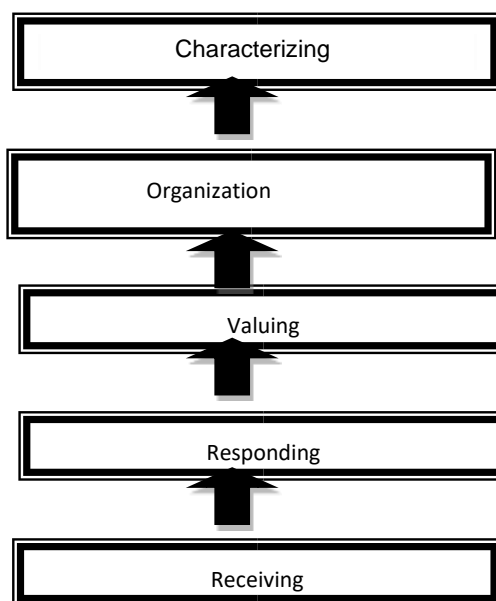 Characterizing
Organization
Valuing
Responding
Receiving